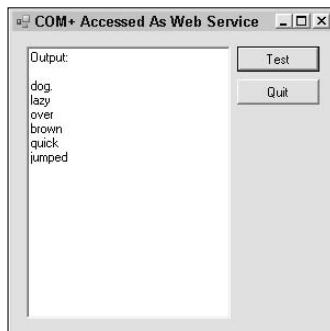 COM+ Accessed As Web Service
Output:
dog.
lazy
over
brown
quick
jumped
Test
Quit